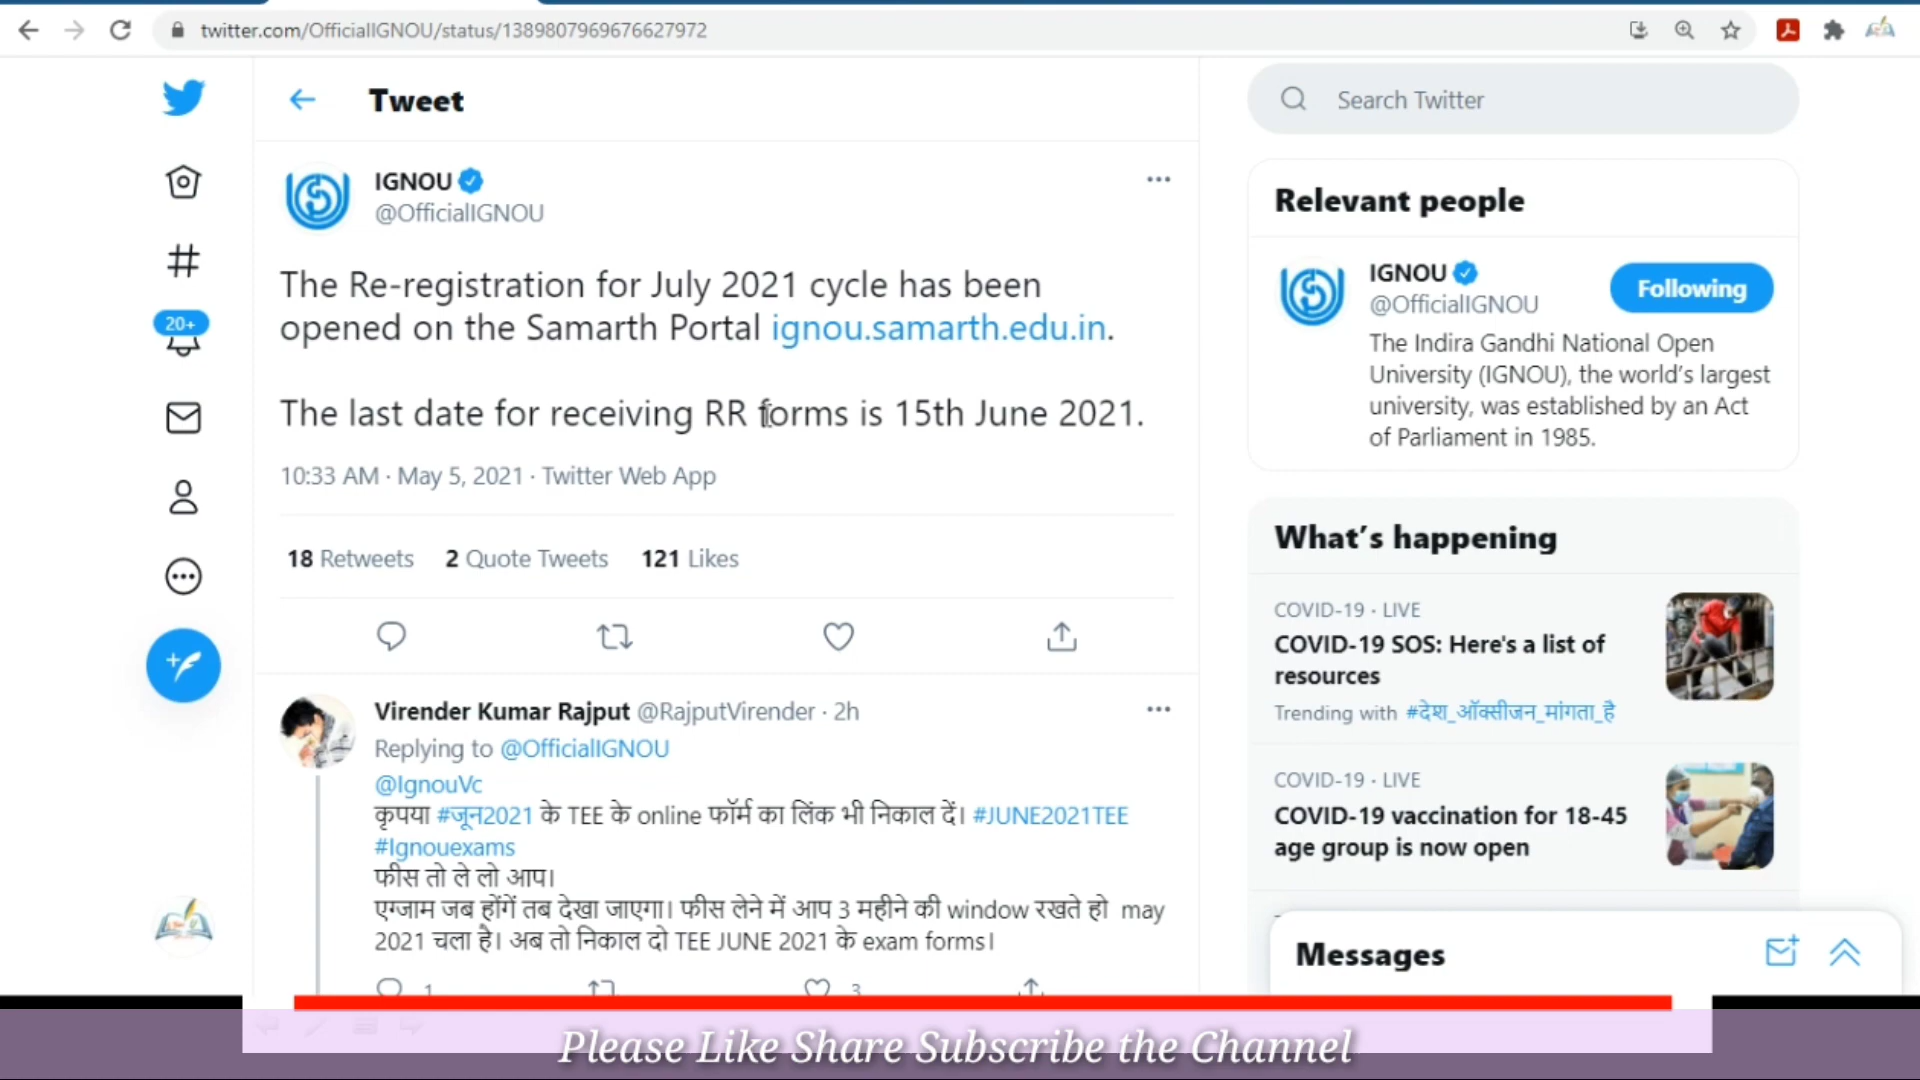 twitter.com/OfficialIGNOU/status/1389807969676627972
Tweet
Search Twitter
IGNOU
@OfficialIGNOU
The Re-registration for July 2021 cycle has been
opened on the Samarth Portal ignou.samarth.edu.in.
The last date for receiving RR forms is 15th June 2021.
10:33 AM · May 5, 2021 · Twitter Web App
18 Retweets 2 Quote Tweets 121 Likes
20+
Virender Kumar Rajput @RajputVirender · 2h
Replying to @OfficialIGNOU
@IgnouVc
कृपया #जून2021 के TEE के online फॉर्म का लिंक भी निकाल दें। #JUNE2021TEE
#Ignouexams
फीस तो ले लो आप।
एग्जाम जब होंगें तब देखा जाएगा। फीस लेने में आप 3 महीने की window रखते हो may
2021 चला है। अब तो निकाल दो TEE JUNE 2021 के exam forms।
1 3
Relevant people
IGNOU
@OfficialIGNOU
Following
The Indira Gandhi National Open
University (IGNOU), the world's largest
university, was established by an Act
of Parliament in 1985.
What's happening
COVID-19 · LIVE
COVID-19 SOS: Here's a list of
resources
Trending with #देश_ऑक्सीजन_मांगता_है
COVID-19 · LIVE
COVID-19 vaccination for 18-45
age group is now open
Messages
Please Like Share Subscribe the Channel